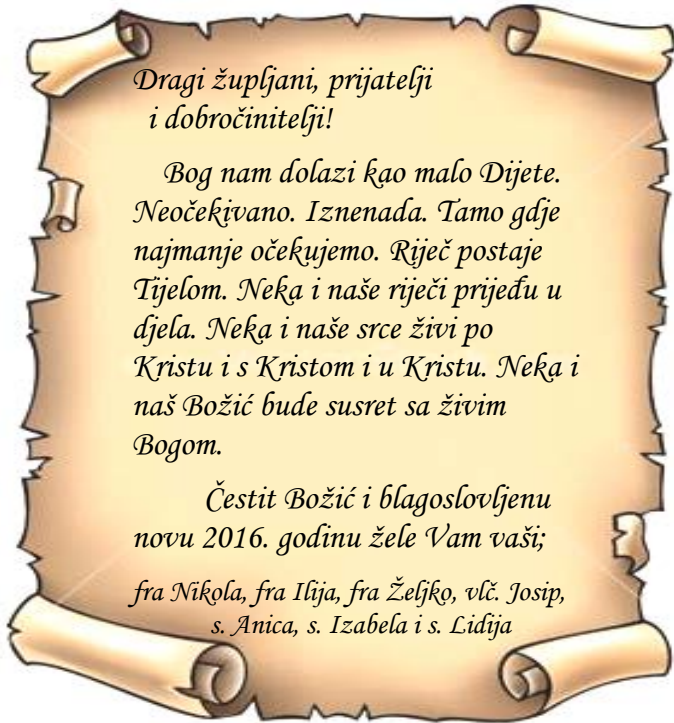 Dragi župljani, prijatelji
i dobročinitelji!
Bog nam dolazi kao malo Dijete.
Neočekivano. Iznenada. Tamo gdje
najmanje očekujemo. Riječ postaje
Tijelom. Neka i naše riječi prijeđu u
djela. Neka i naše srce živi po
Kristu i s Kristom i u Kristu. Neka i
naš Božić bude susret sa živim
Bogom.
Čestit Božić i blagoslovljenu
novu 2016. godinu žele Vam vaši;
fra Nikola, fra Ilija, fra Željko, vlč. Josip,
s. Anica, s. Izabela i s. Lidija